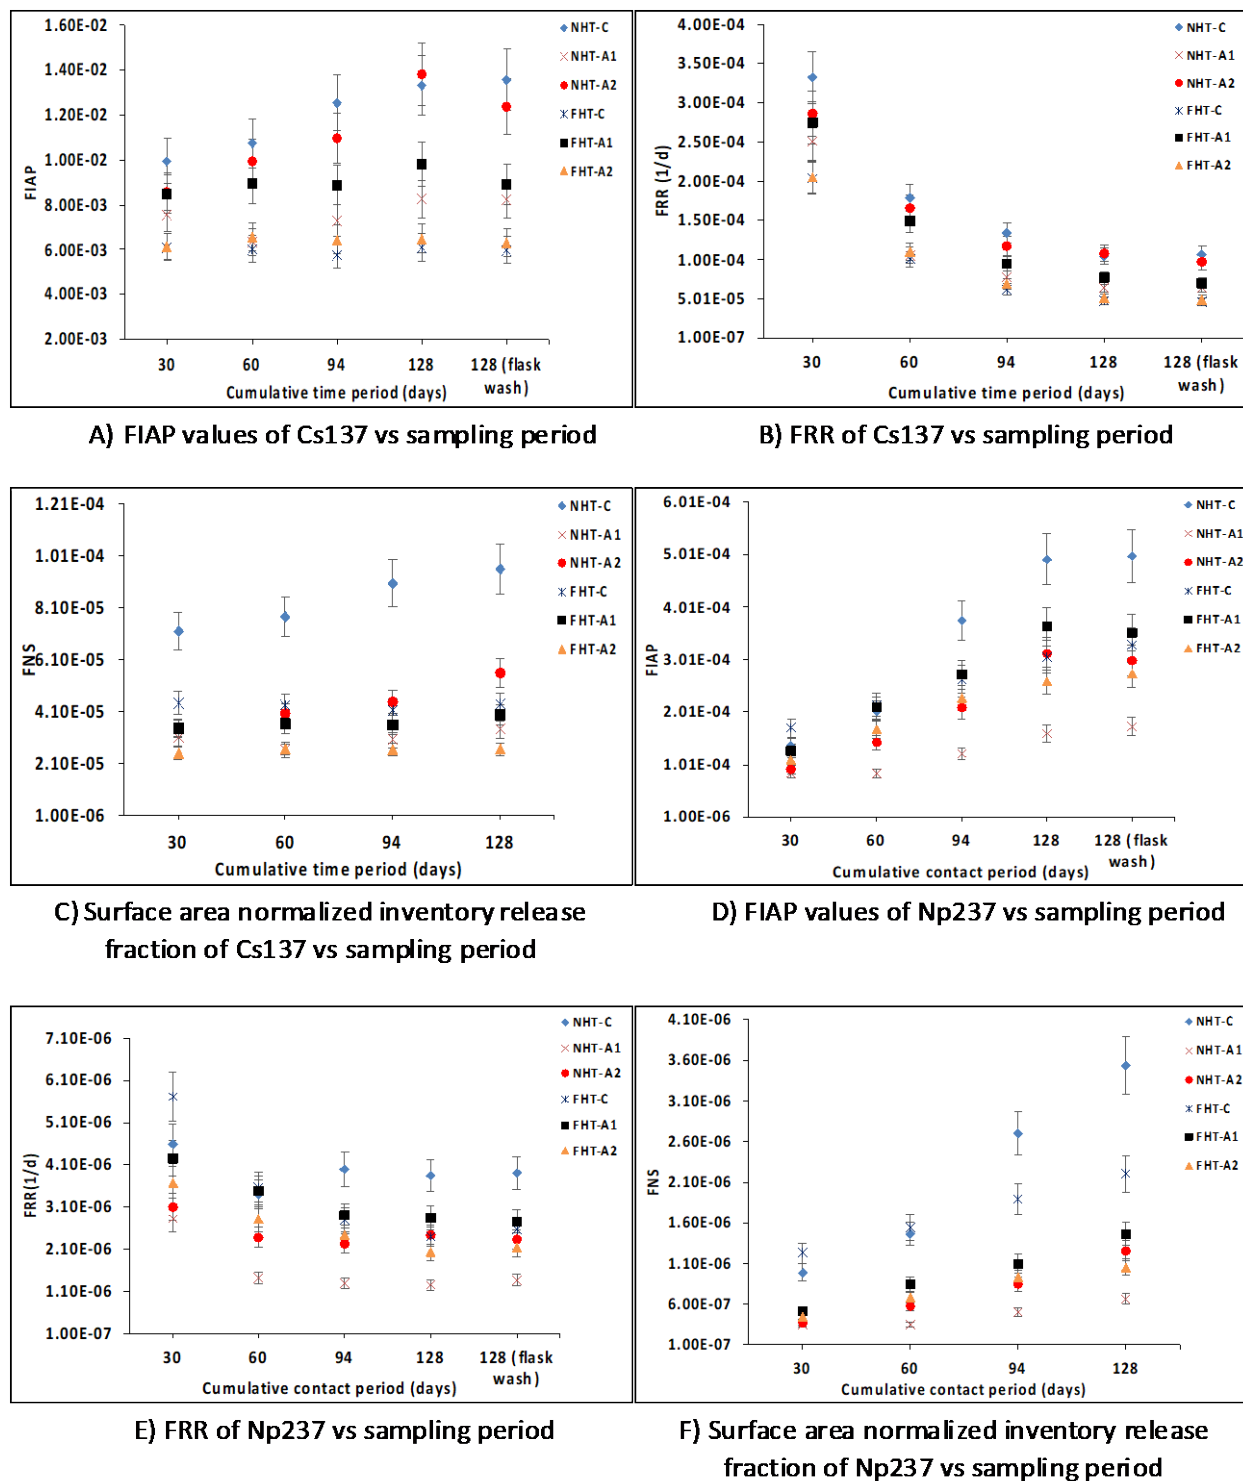 1.60E-02
1.40E-02
1.20E-02
1.00E-02
8.00E-03
6.00E-03
4.00E-03
2.00E-03
FIAP
30 60 94 128 128 (flask
wash)
Cumulative time period (days)
NHT-C
NHT-A1
NHT-A2
FHT-C
FHT-A1
FHT-A2
A) FIAP values of Cs137 vs sampling period
4.00E-04
3.50E-04
3.00E-04
2.50E-04
2.00E-04
1.50E-04
1.00E-04
5.01E-05
1.00E-07
FRR (1/d)
30 60 94 128 128 (flask
wash)
Cumulative time period (days)
NHT-C
NHT-A1
NHT-A2
FHT-C
FHT-A1
FHT-A2
B) FRR of Cs137 vs sampling period
1.21E-04
1.01E-04
8.10E-05
6.10E-05
4.10E-05
2.10E-05
1.00E-06
FNS
30 60 94 128
Cumulative time period (days)
NHT-C
NHT-A1
NHT-A2
FHT-C
FHT-A1
FHT-A2
C) Surface area normalized inventory release
fraction of Cs137 vs sampling period
6.01E-04
5.01E-04
4.01E-04
3.01E-04
2.01E-04
1.01E-04
1.00E-06
FIAP
30 60 94 128 128 (flask
wash)
Cumulative contact period (days)
NHT-C
NHT-A1
NHT-A2
FHT-C
FHT-A1
FHT-A2
D) FIAP values of Np237 vs sampling period
7.10E-06
6.10E-06
5.10E-06
4.10E-06
3.10E-06
2.10E-06
1.10E-06
1.00E-07
FRR(1/d)
30 60 94 128 128 (flask
wash)
Cumulative contact period (days)
NHT-C
NHT-A1
NHT-A2
FHT-C
FHT-A1
FHT-A2
E) FRR of Np237 vs sampling period
4.10E-06
3.60E-06
3.10E-06
2.60E-06
2.10E-06
1.60E-06
1.10E-06
6.00E-07
1.00E-07
FNS
30 60 94 128
Cumulative contact period (days)
NHT-C
NHT-A1
NHT-A2
FHT-C
FHT-A1
FHT-A2
F) Surface area normalized inventory release
fraction of Np237 vs sampling period